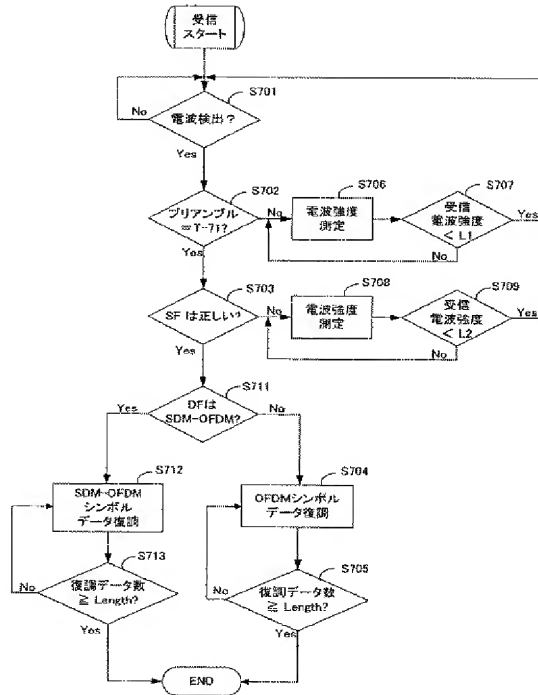 受信
スタート
S701
電波検出？
No
Yes
S702
プリアンブル
No
Yes
S706
電波強度
測定
S707
受信
電波強度
< L1
Yes
No
S703
SF は正しい？
No
Yes
S708
電波強度
測定
S709
受信
電波強度
< L2
Yes
No
S711
DFは
SDM-OFDM?
Yes
No
S712
SDM-OFDM
シンボル
データ復調
S704
OFDMシンボル
データ復調
S713
復調データ数
≧ Length?
No
Yes
S705
復調データ数
≧ Length?
No
Yes
END